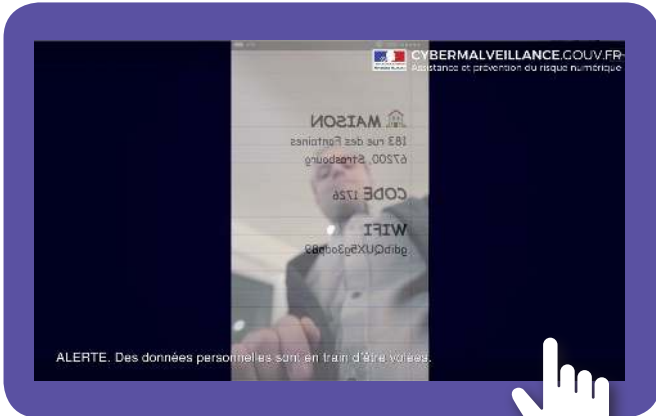 CYBERMALVEILLANCE.GOUV.FR
Assistance et prévention du risque numérique
MAISON
183 rue des Fontaines
67200, Strasbourg
CODE 1726
WIFI
ALERTE. Des données personnelles sont en train d'être volées.